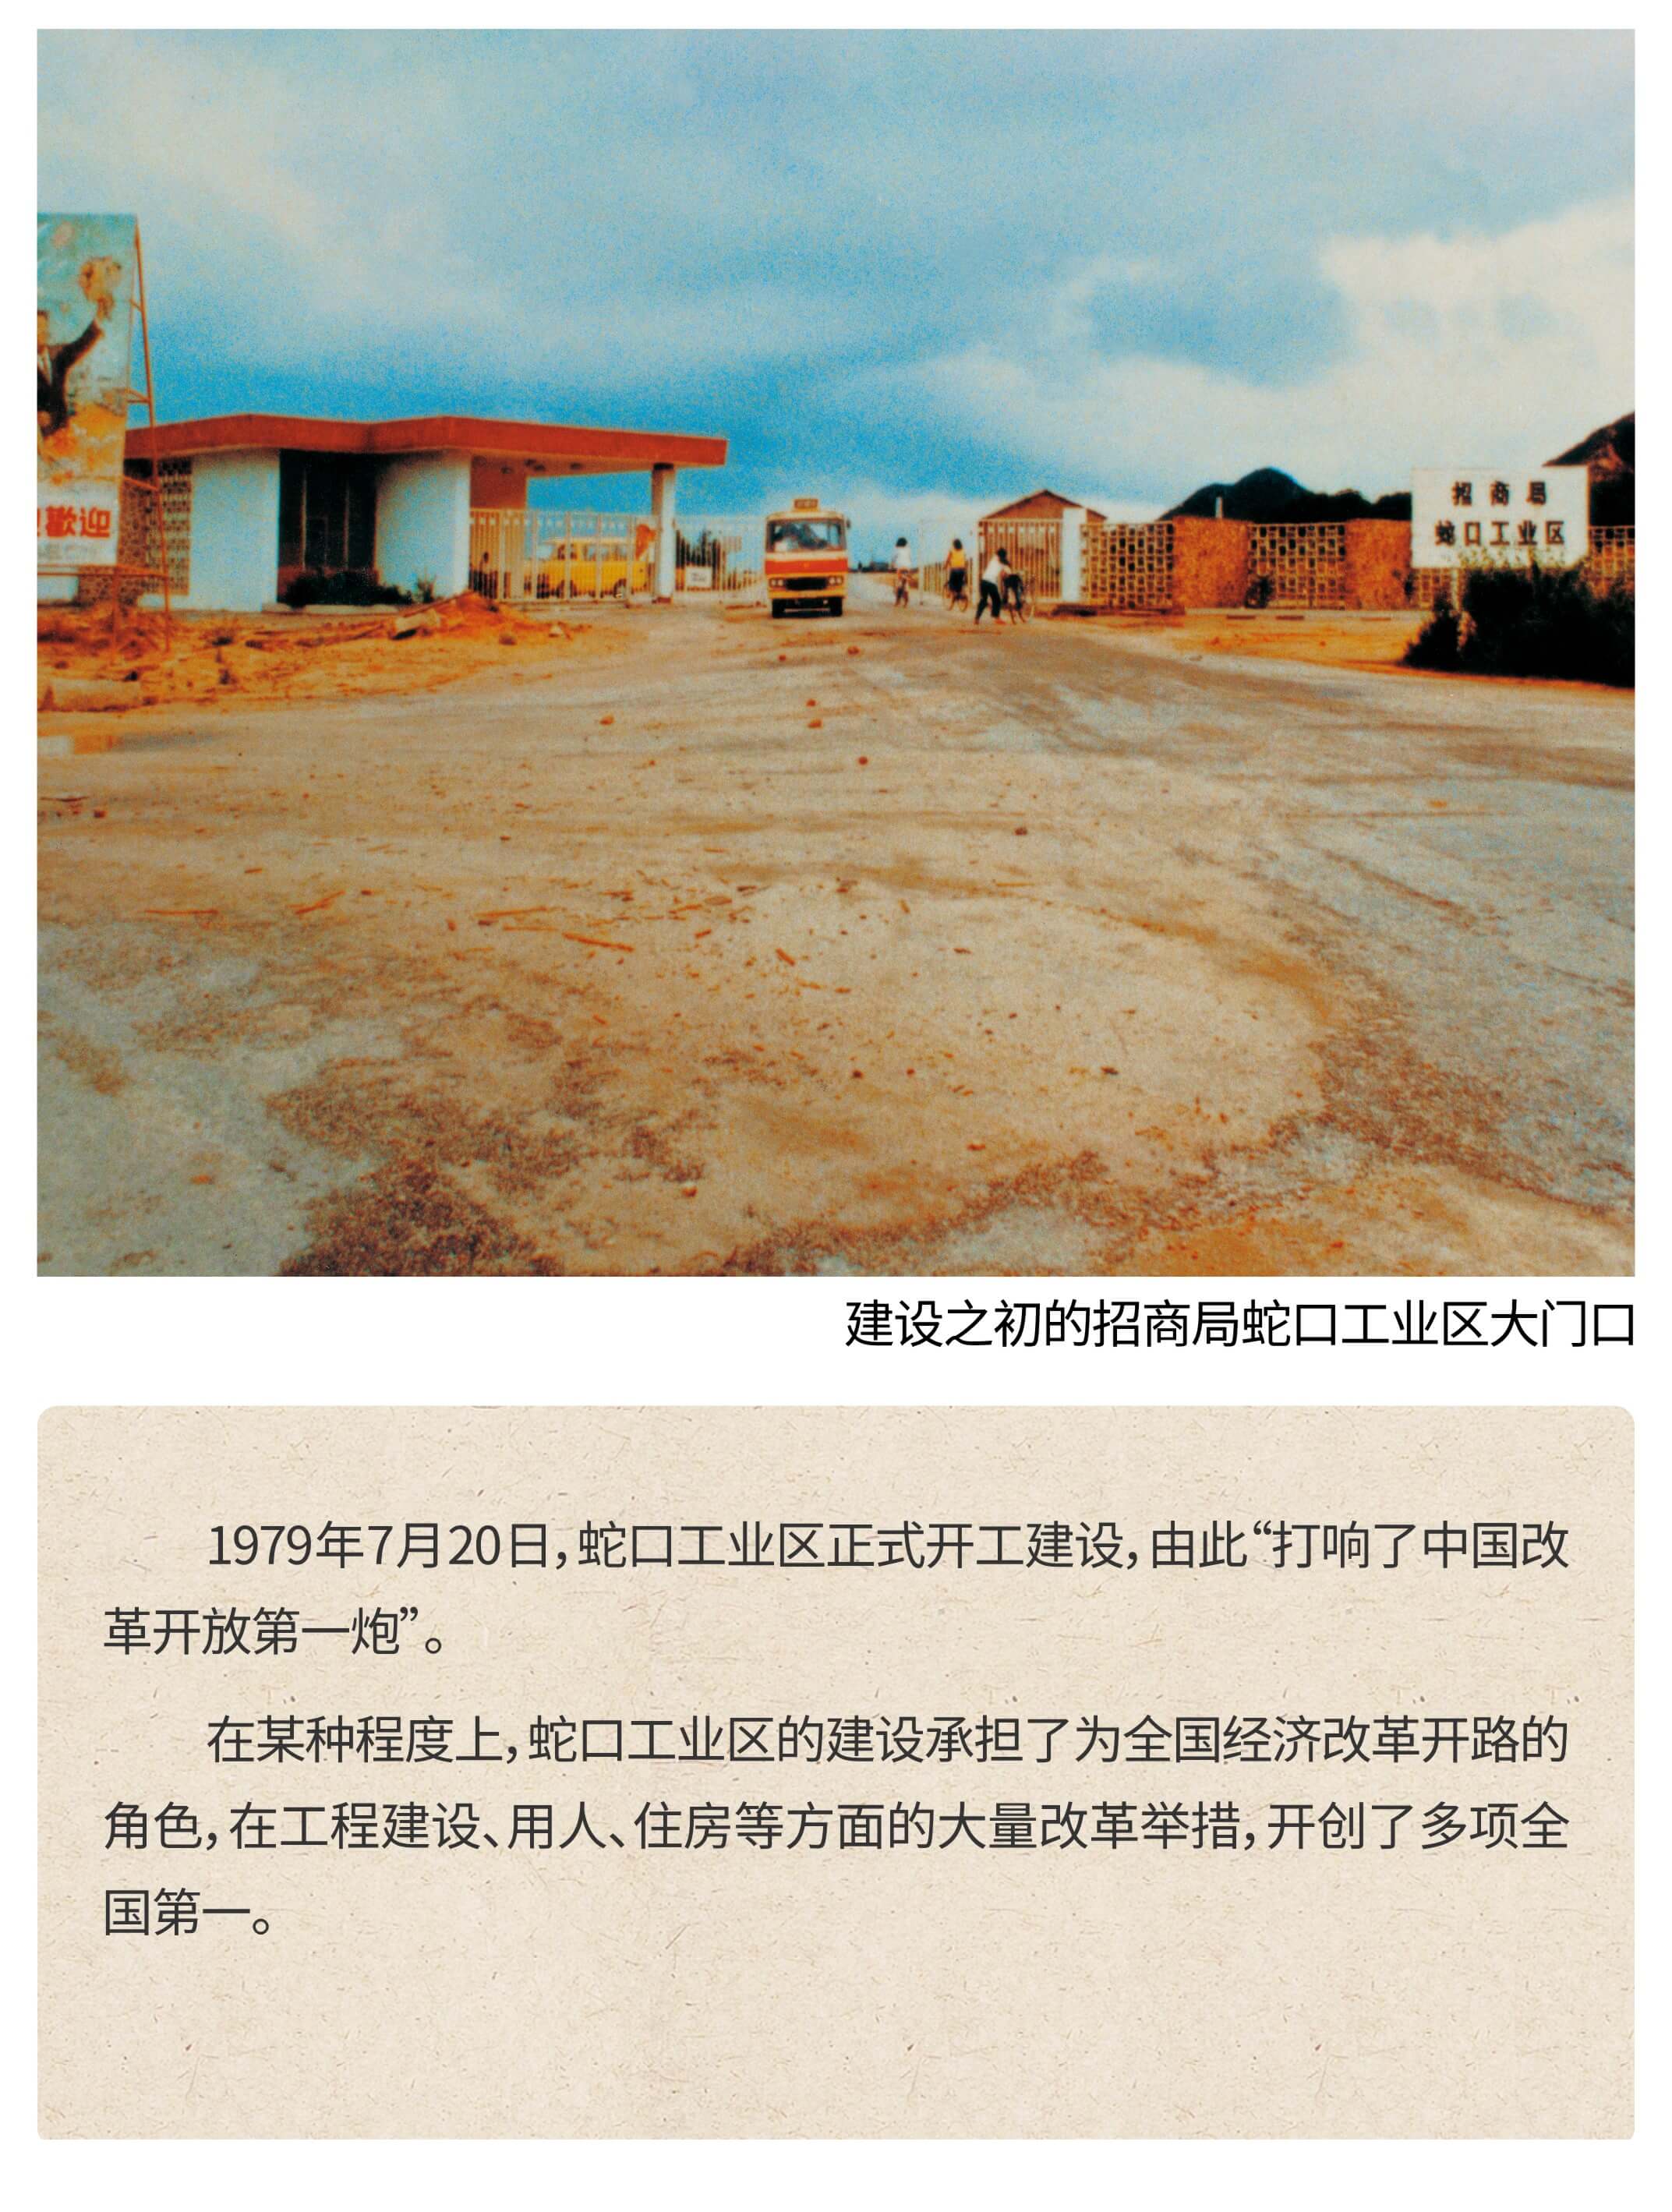 歡迎
招商局
蛇口工业区
建设之初的招商局蛇口工业区大门口
1979年7月20日，蛇口工业区正式开工建设，由此“打响了中国改
革开放第一炮”。
在某种程度上，蛇口工业区的建设承担了为全国经济改革开路的
角色，在工程建设、用人、住房等方面的大量改革举措，开创了多项全
国第一。